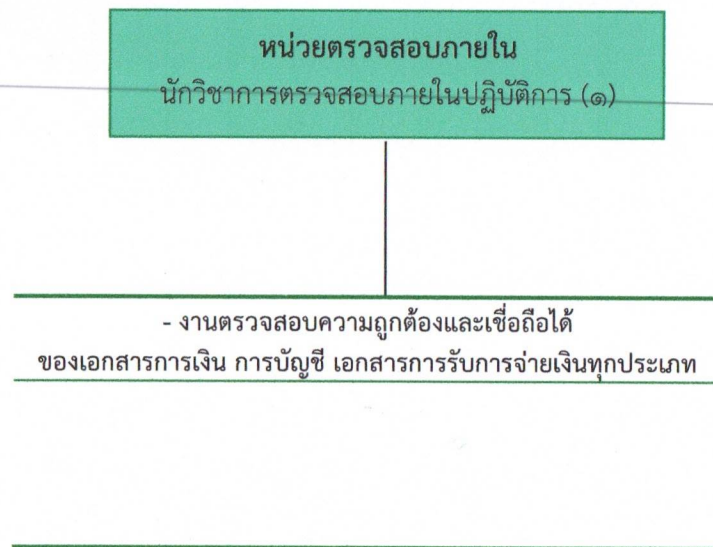 หน่วยตรวจสอบภายใน
นักวิชาการตรวจสอบภายในปฏิบัติการ (๑)
- งานตรวจสอบความถูกต้องและเชื่อถือได้
ของเอกสารการเงิน การบัญชี เอกสารการรับการจ่ายเงินทุกประเภท